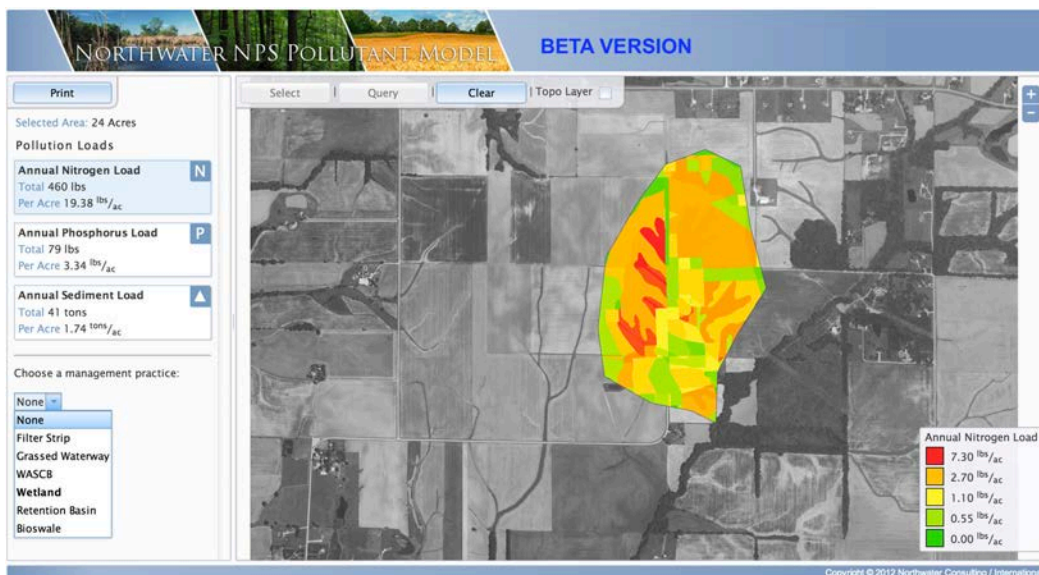 NORTHWATER NPS POLLUTANT MODEL
BETA VERSION
Print
Select | Query | Clear | Topo Layer
+
−
Selected Area: 24 Acres
Pollution Loads
Annual Nitrogen Load N
Total 460 lbs
Per Acre 19.38 lbs/ac
Annual Phosphorus Load P
Total 79 lbs
Per Acre 3.34 lbs/ac
Annual Sediment Load
Total 41 tons
Per Acre 1.74 tons/ac
Choose a management practice:
None
None
Filter Strip
Grassed Waterway
WASCB
Wetland
Retention Basin
Bioswale
Annual Nitrogen Load
7.30 lbs/ac
2.70 lbs/ac
1.10 lbs/ac
0.55 lbs/ac
0.00 lbs/ac
Copyright © 2012 Northwater Consulting / International